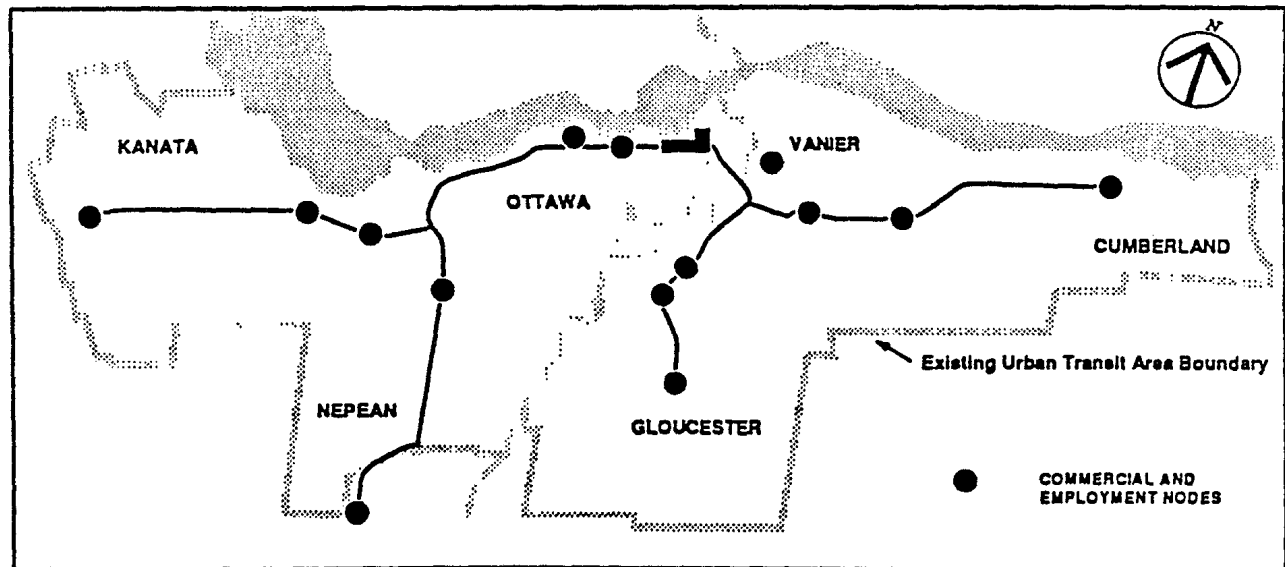 N
KANATA
VANIER
OTTAWA
CUMBERLAND
Existing Urban Transit Area Boundary
NEPEAN
GLOUCESTER
COMMERCIAL AND
EMPLOYMENT NODES